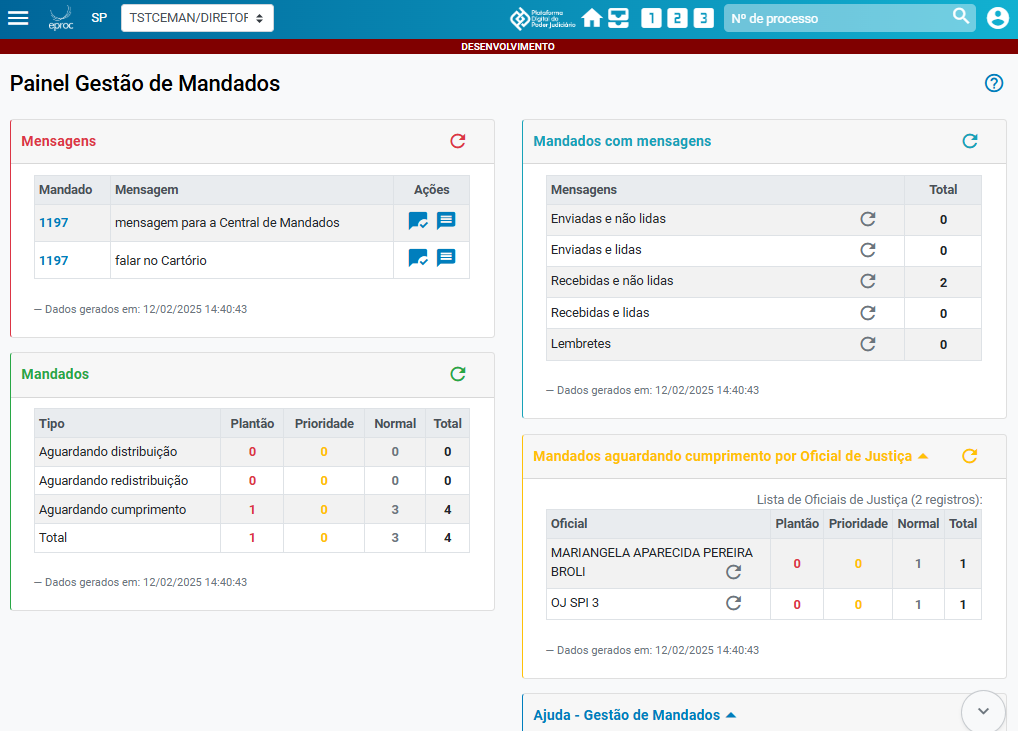 eproc
SP
TSTCEMAN/DIRETOR
Plataforma
Digital do
Poder Judiciário
1 2 3
Nº de processo
DESENVOLVIMENTO
Painel Gestão de Mandados
Mensagens
Mandado Mensagem Ações
1197 mensagem para a Central de Mandados
1197 falar no Cartório
— Dados gerados em: 12/02/2025 14:40:43
Mandados
Tipo Plantão Prioridade Normal Total
Aguardando distribuição 0 0 0 0
Aguardando redistribuição 0 0 0 0
Aguardando cumprimento 1 0 3 4
Total 1 0 3 4
— Dados gerados em: 12/02/2025 14:40:43
Mandados com mensagens
Mensagens Total
Enviadas e não lidas 0
Enviadas e lidas 0
Recebidas e não lidas 2
Recebidas e lidas 0
Lembretes 0
— Dados gerados em: 12/02/2025 14:40:43
Mandados aguardando cumprimento por Oficial de Justiça
Lista de Oficiais de Justiça (2 registros):
Oficial Plantão Prioridade Normal Total
MARIANGELA APARECIDA PEREIRA
BROLI 0 0 1 1
OJ SPI 3 0 0 1 1
— Dados gerados em: 12/02/2025 14:40:43
Ajuda - Gestão de Mandados